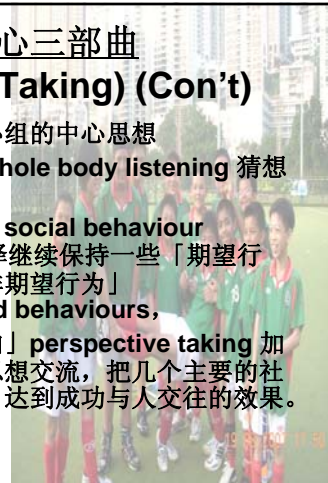 心三部曲
Taking) (Con't)
组的中心思想
hole body listening 猜想
social behaviour
继续保持一些「期望行
期望行为」
d behaviours,
」perspective taking 加
想交流，把几个主要的社
达到成功与人交往的效果。